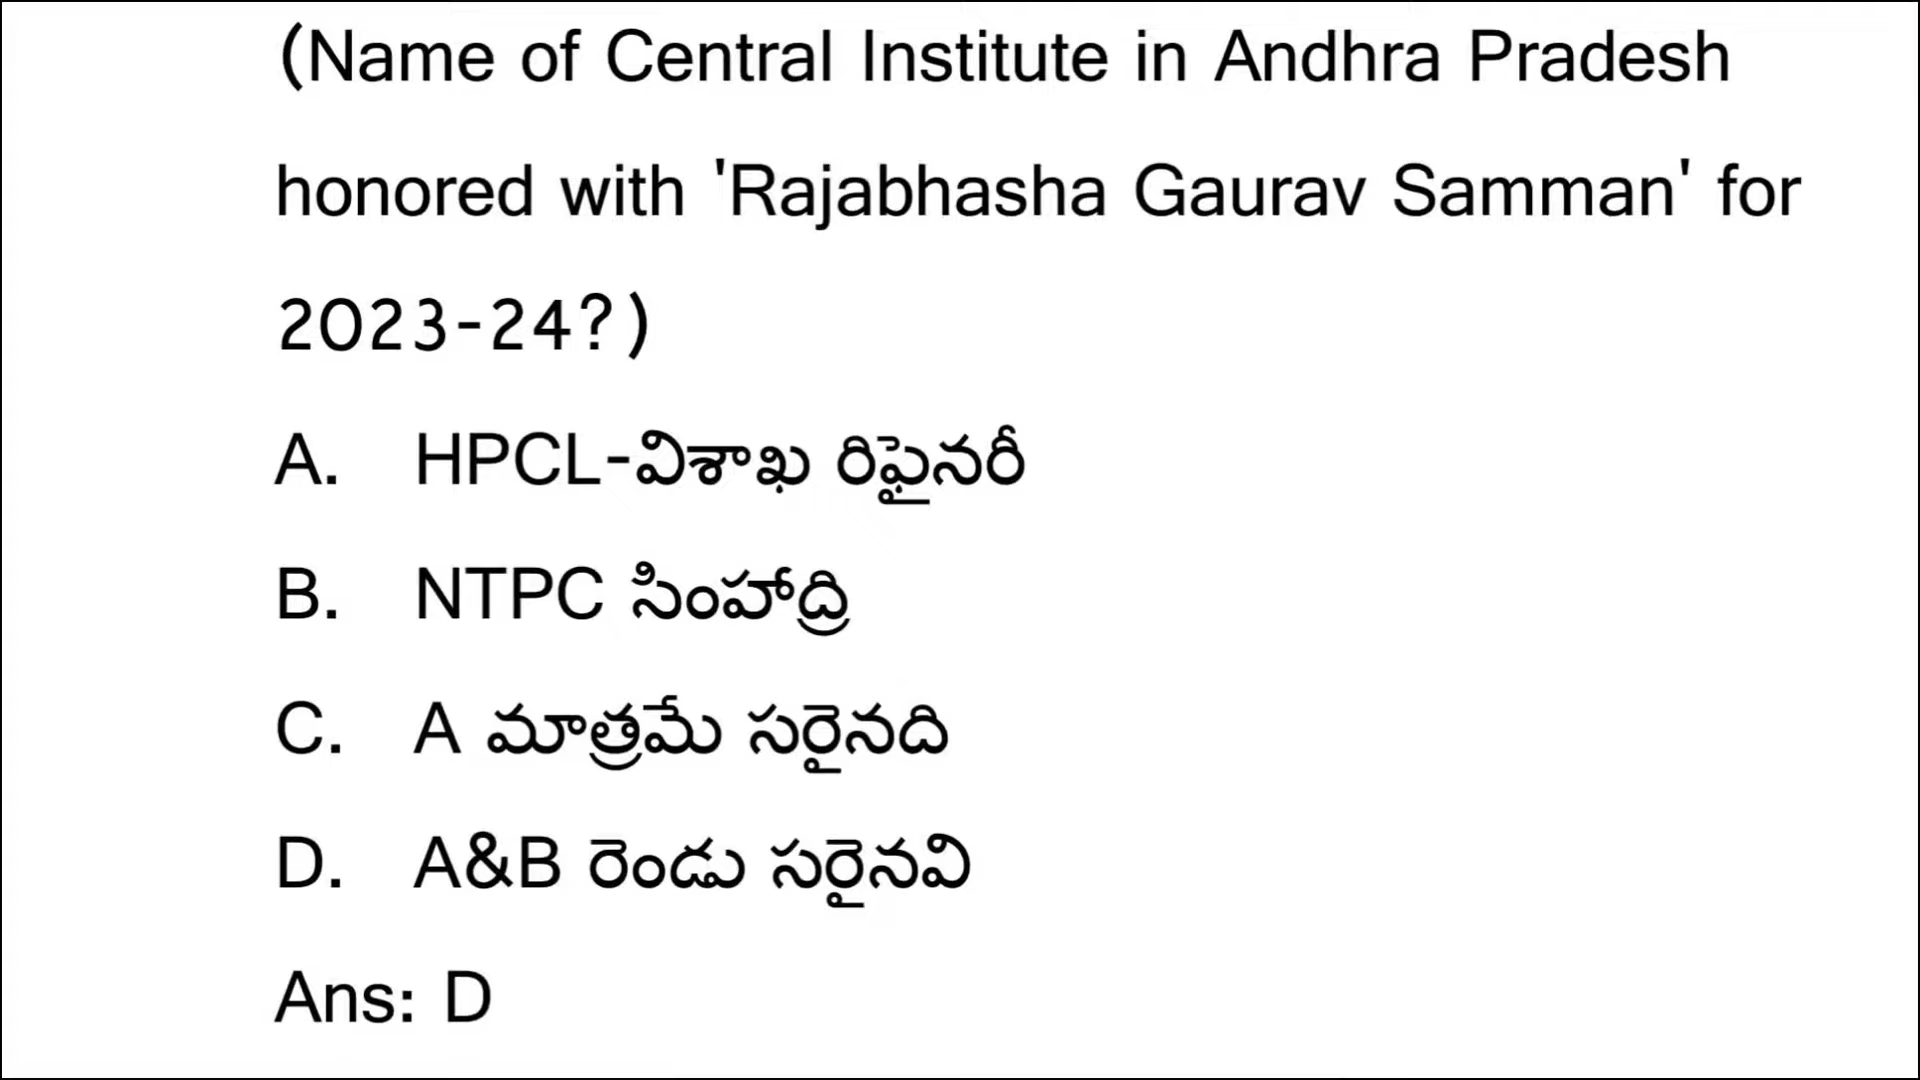 (Name of Central Institute in Andhra Pradesh
honored with 'Rajabhasha Gaurav Samman' for
2023-24?)
A. HPCL-విశాఖ రిఫైనరీ
B. NTPC సింహాద్రి
C. A మాత్రమే సరైనది
D. A&B రెండు సరైనవి
Ans: D